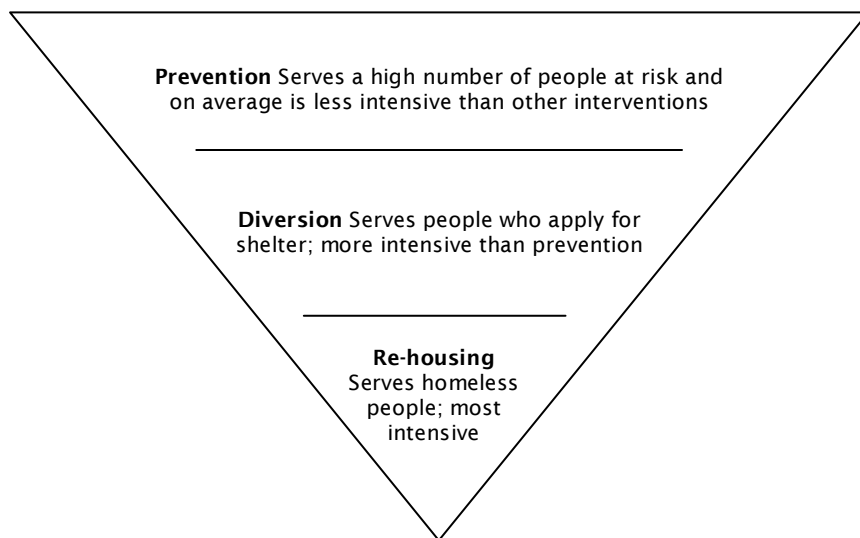 Prevention Serves a high number of people at risk and
on average is less intensive than other interventions
Diversion Serves people who apply for
shelter; more intensive than prevention
Re-housing
Serves homeless
people; most
intensive